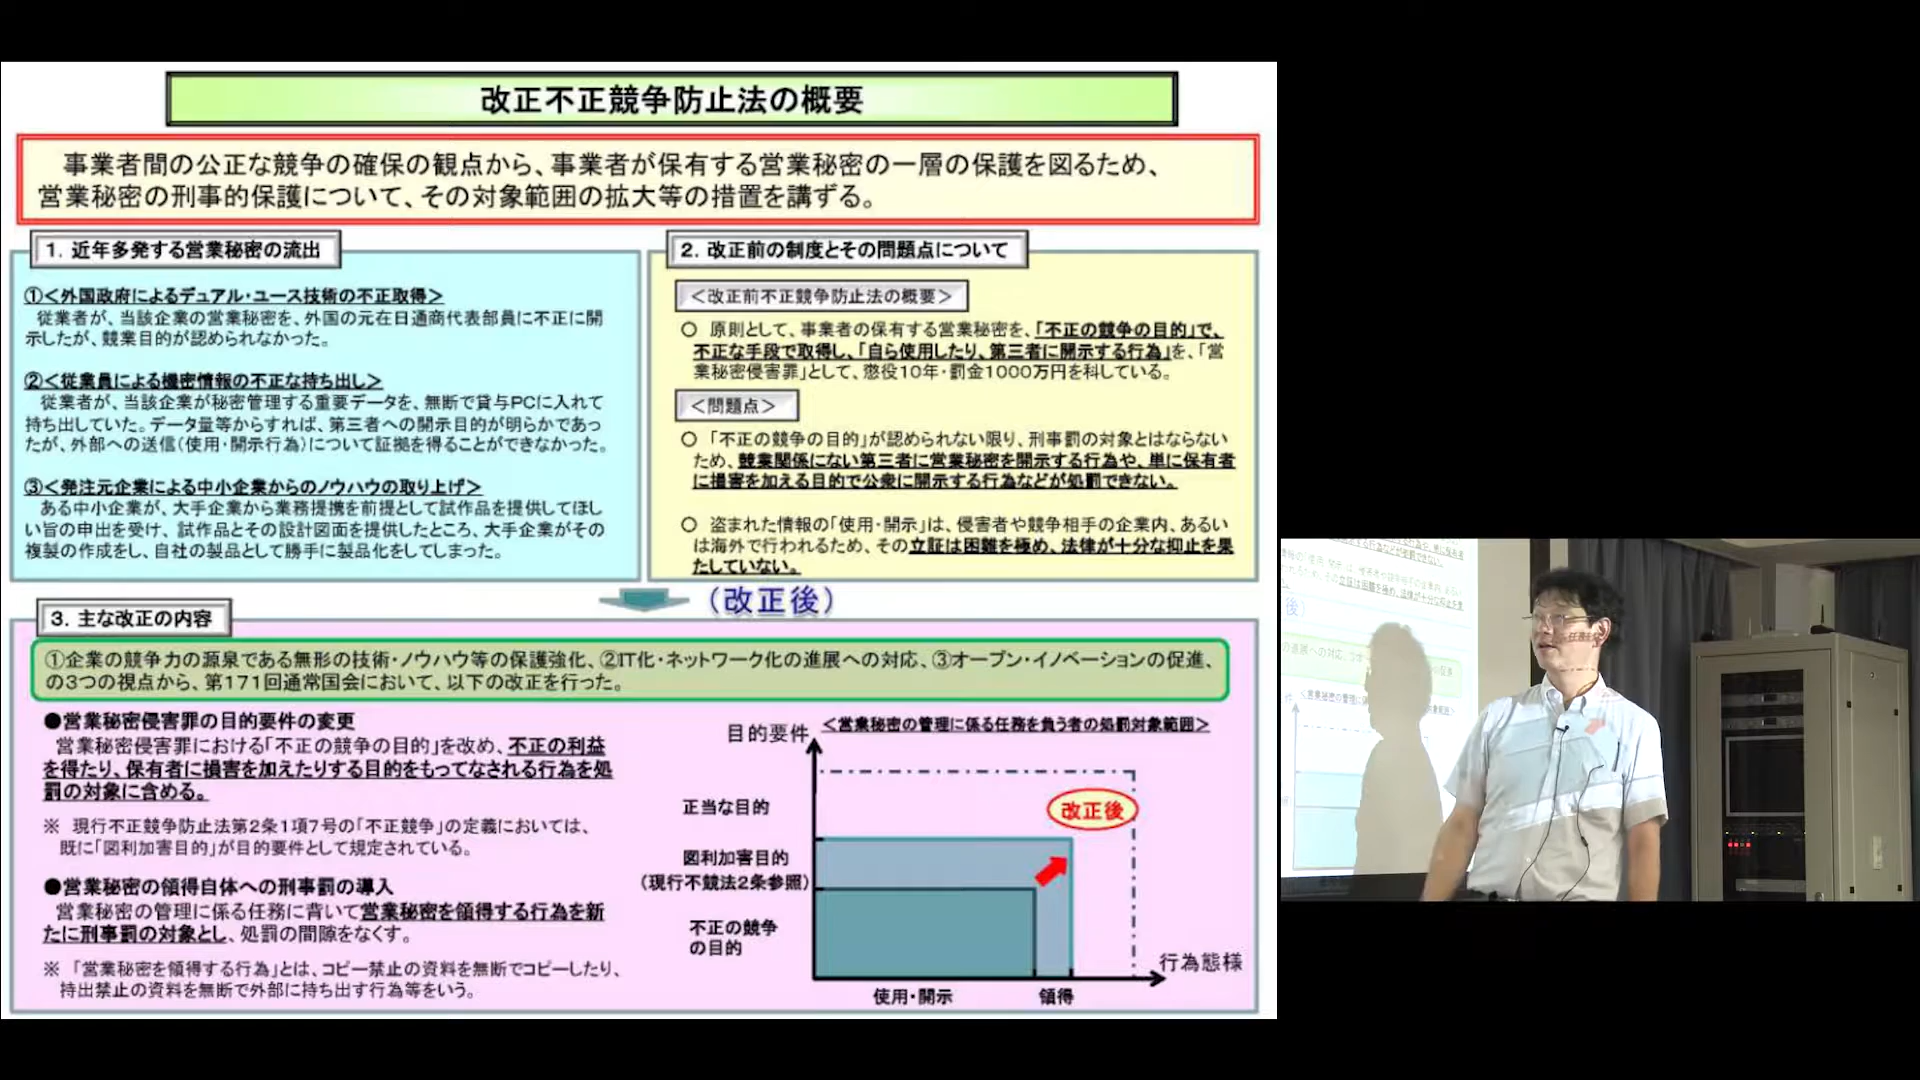 改正不正競争防止法の概要
事業者間の公正な競争の確保の観点から、事業者が保有する営業秘密の一層の保護を図るため、
営業秘密の刑事的保護について、その対象範囲の拡大等の措置を講ずる。
1. 近年多発する営業秘密の流出
①＜外国政府によるデュアル・ユース技術の不正取得＞
従業者が、当該企業の営業秘密を、外国の元在日通商代表部員に不正に開
示したが、競業目的が認められなかった。
②＜従業員による機密情報の不正な持ち出し＞
従業者が、当該企業が秘密管理する重要データを、無断で貸与PCに入れて
持ち出していた。データ量等からすれば、第三者への開示目的が明らかであっ
たが、外部への送信（使用・開示行為）について証拠を得ることができなかった。
③＜発注元企業による中小企業からのノウハウの取り上げ＞
ある中小企業が、大手企業から業務提携を前提として試作品を提供してほし
い旨の申出を受け、試作品とその設計図面を提供したところ、大手企業がその
複製の作成をし、自社の製品として勝手に製品化をしてしまった。
2. 改正前の制度とその問題点について
＜改正前不正競争防止法の概要＞
○ 原則として、事業者の保有する営業秘密を、「不正の競争の目的」で、
不正な手段で取得し、「自ら使用したり、第三者に開示する行為」を、「営
業秘密侵害罪」として、懲役10年・罰金1000万円を科している。
＜問題点＞
○ 「不正の競争の目的」が認められない限り、刑事罰の対象とはならない
ため、競業関係にない第三者に営業秘密を開示する行為や、単に保有者
に損害を加える目的で公衆に開示する行為などが処罰できない。
○ 盗まれた情報の「使用・開示」は、侵害者や競争相手の企業内、あるい
は海外で行われるため、その立証は困難を極め、法律が十分な抑止を果
たしていない。
（改正後）
3. 主な改正の内容
①企業の競争力の源泉である無形の技術・ノウハウ等の保護強化、②IT化・ネットワーク化の進展への対応、③オープン・イノベーションの促進、
の3つの視点から、第171回通常国会において、以下の改正を行った。
●営業秘密侵害罪の目的要件の変更
営業秘密侵害罪における「不正の競争の目的」を改め、不正の利益
を得たり、保有者に損害を加えたりする目的をもってなされる行為を処
罰の対象に含める。
※ 現行不正競争防止法第2条1項7号の「不正競争」の定義においては、
既に「図利加害目的」が目的要件として規定されている。
●営業秘密の領得自体への刑事罰の導入
営業秘密の管理に係る任務に背いて営業秘密を領得する行為を新
たに刑事罰の対象とし、処罰の間隙をなくす。
※ 「営業秘密を領得する行為」とは、コピー禁止の資料を無断でコピーしたり、
持出禁止の資料を無断で外部に持ち出す行為等をいう。
目的要件
＜営業秘密の管理に係る任務を負う者の処罰対象範囲＞
正当な目的
改正後
図利加害目的
（現行不競法2条参照）
不正の競争
の目的
行為態様
使用・開示
領得